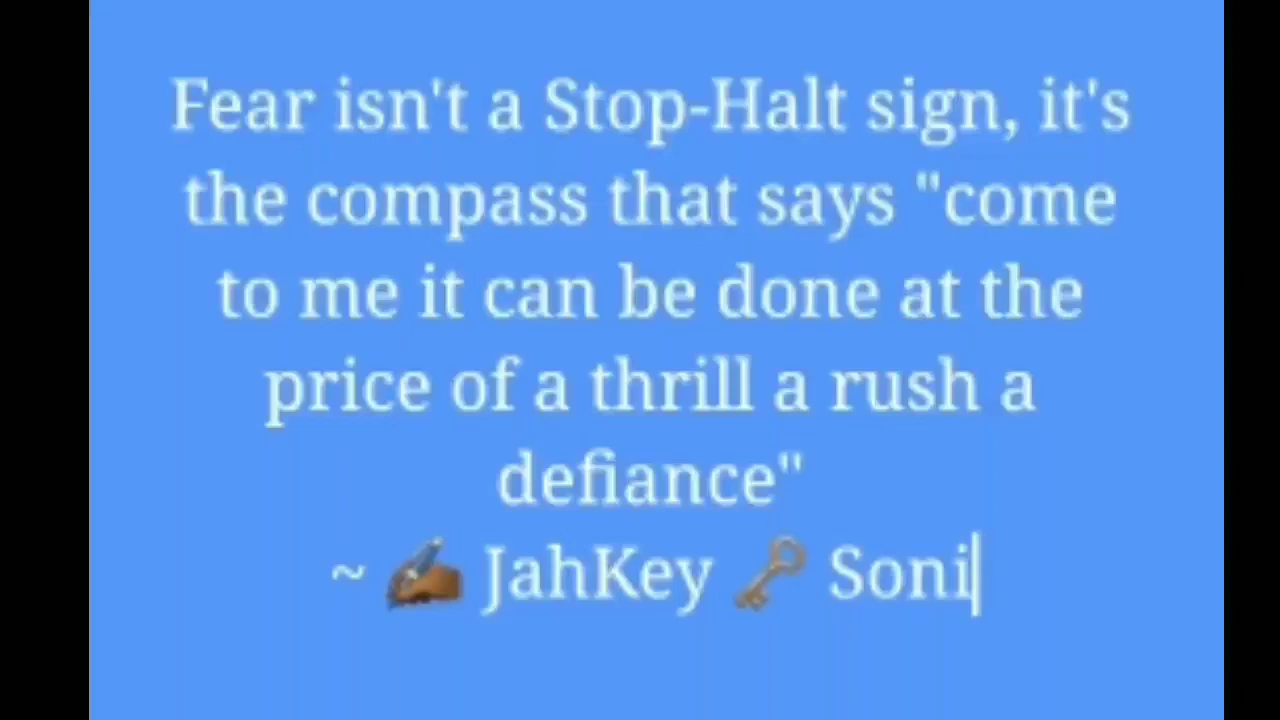 Fear isn't a Stop-Halt sign, it's
the compass that says "come
to me it can be done at the
price of a thrill a rush a
defiance"
~ ✍🏾 JahKey 🗝 Soni